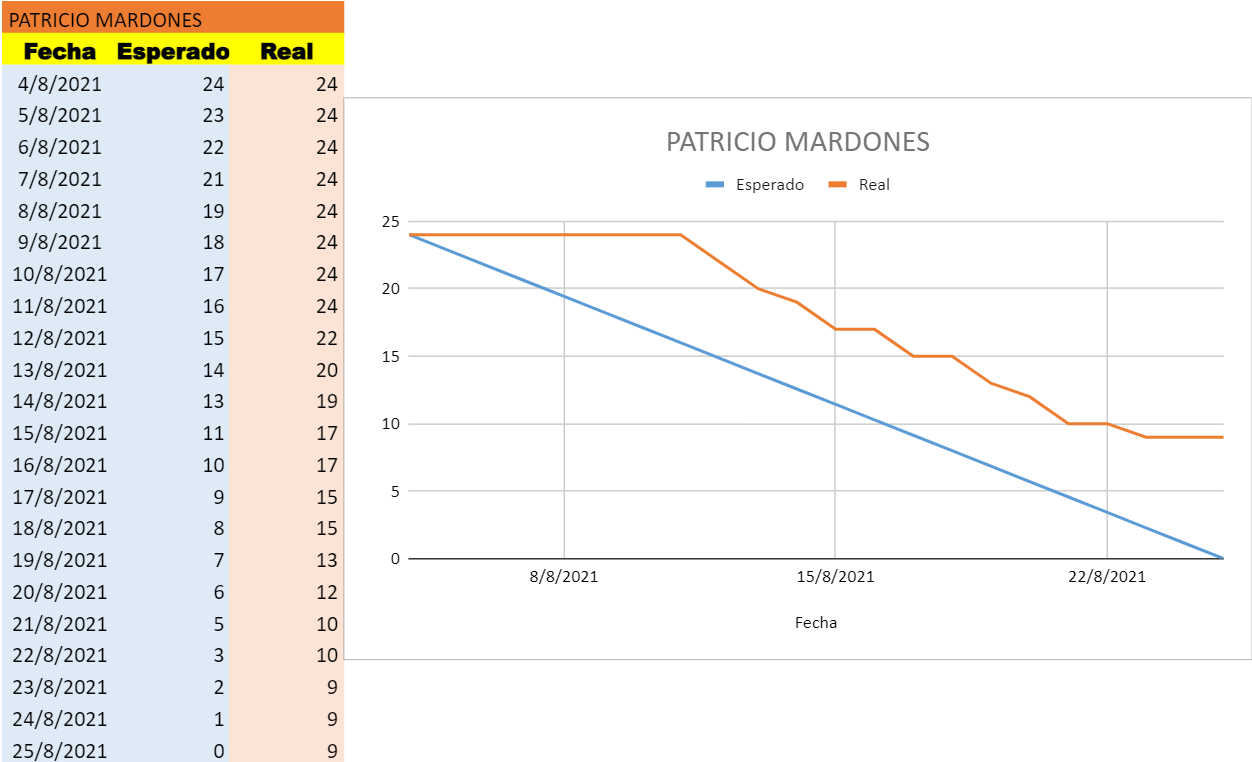 PATRICIO MARDONES
Fecha Esperado Real
4/8/2021 24 24
5/8/2021 23 24
6/8/2021 22 24
7/8/2021 21 24
8/8/2021 19 24
9/8/2021 18 24
10/8/2021 17 24
11/8/2021 16 24
12/8/2021 15 22
13/8/2021 14 20
14/8/2021 13 19
15/8/2021 11 17
16/8/2021 10 17
17/8/2021 9 15
18/8/2021 8 15
19/8/2021 7 13
20/8/2021 6 12
21/8/2021 5 10
22/8/2021 3 10
23/8/2021 2 9
24/8/2021 1 9
25/8/2021 0 9
PATRICIO MARDONES
Esperado Real
25
20
15
10
5
0
8/8/2021 15/8/2021 22/8/2021
Fecha